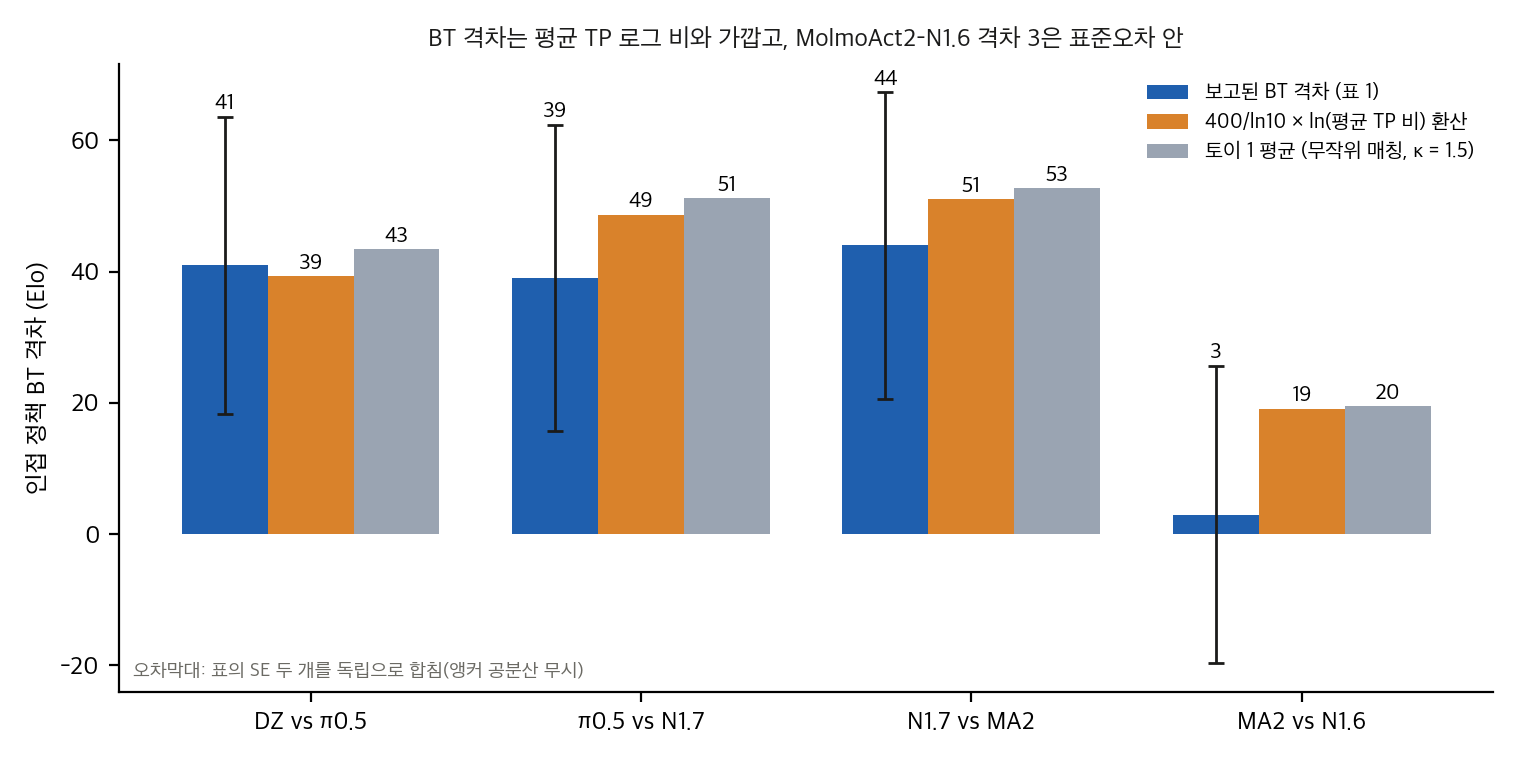 BT 격차는 평균 TP 로그 비와 가깝고, MolmoAct2-N1.6 격차 3은 표준오차 안
보고된 BT 격차 (표 1)
400/ln10 × ln(평균 TP 비) 환산
토이 1 평균 (무작위 매칭, κ = 1.5)
인접 정책 BT 격차 (Elo)
60
40
20
0
-20
41
39
43
39
49
51
44
51
53
3
19
20
오차막대: 표의 SE 두 개를 독립으로 합침(앵커 공분산 무시)
DZ vs π0.5
π0.5 vs N1.7
N1.7 vs MA2
MA2 vs N1.6